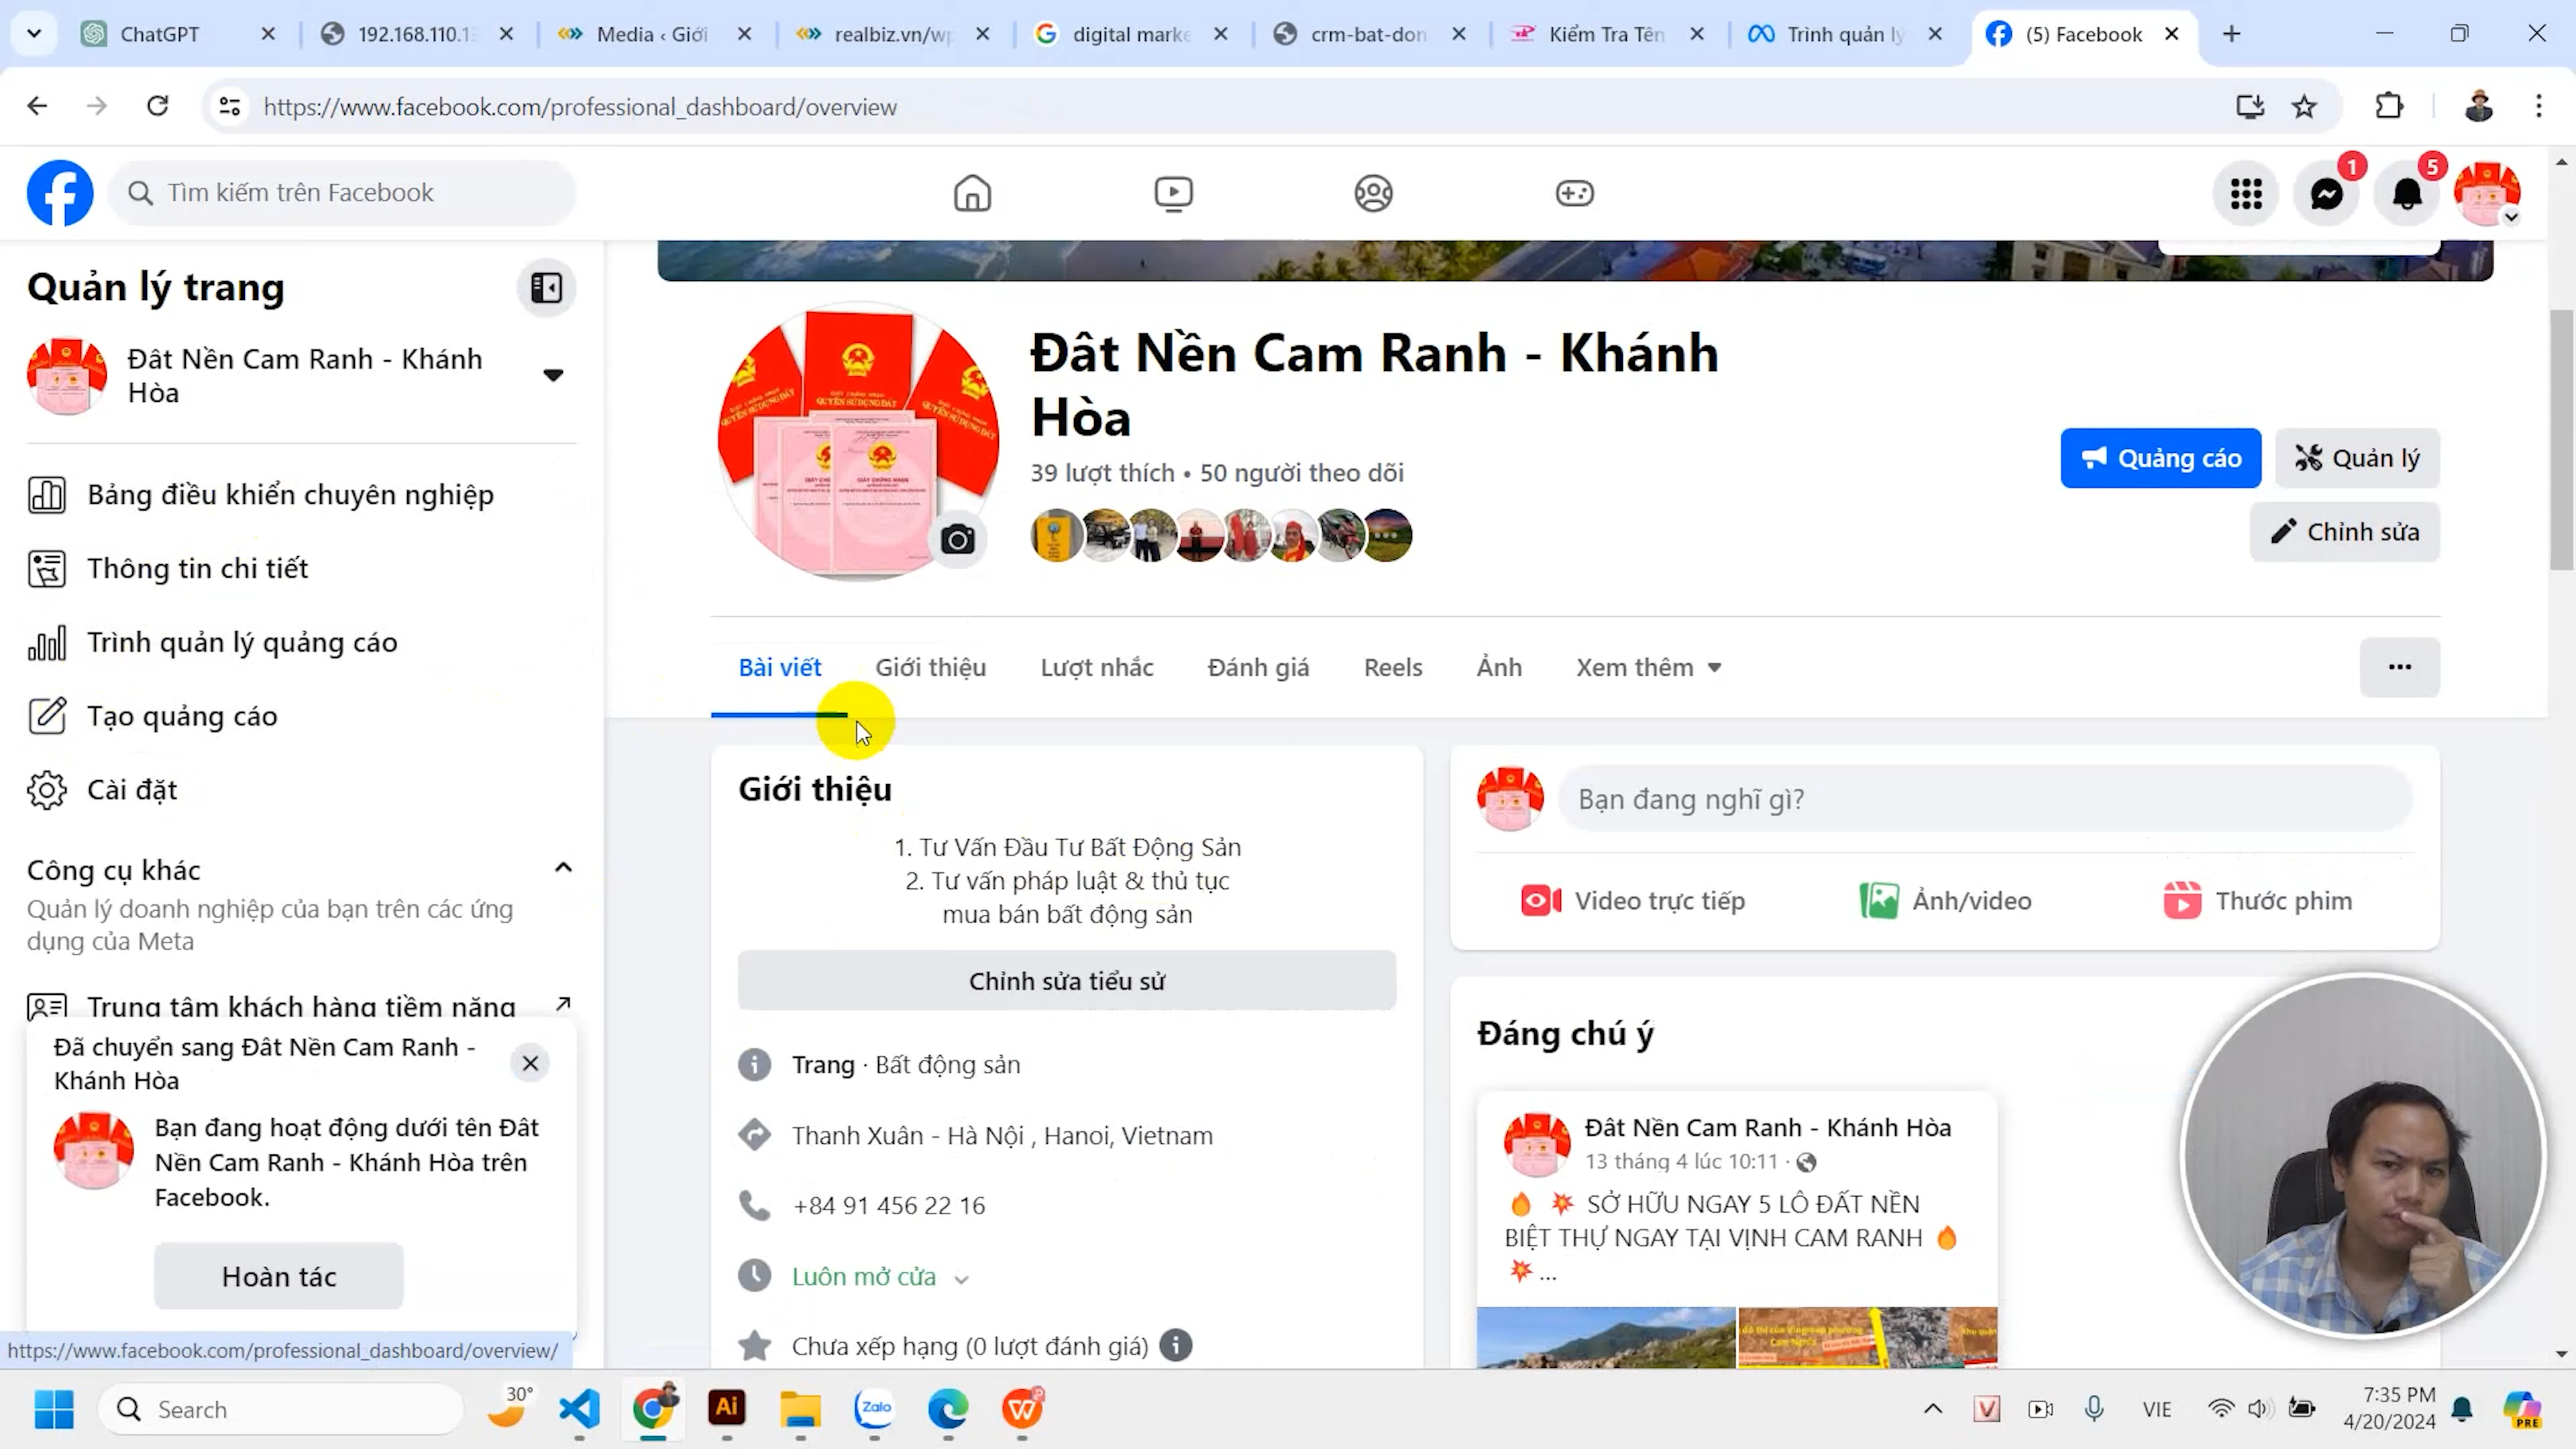 ChatGPT
192.168.110.1
Media ‹ Giới
realbiz.vn/wp
digital marke
crm-bat-don
Kiểm Tra Tên
Trình quản lý
(5) Facebook
https://www.facebook.com/professional_dashboard/overview
Tìm kiếm trên Facebook
1
5
Quản lý trang
Đât Nền Cam Ranh - Khánh
Hòa
Bảng điều khiển chuyên nghiệp
Thông tin chi tiết
Trình quản lý quảng cáo
Tạo quảng cáo
Cài đặt
Công cụ khác
Quản lý doanh nghiệp của bạn trên các ứng
dụng của Meta
Trung tâm khách hàng tiềm năng
Đã chuyển sang Đât Nền Cam Ranh -
Khánh Hòa
Bạn đang hoạt động dưới tên Đât
Nền Cam Ranh - Khánh Hòa trên
Facebook.
Hoàn tác
https://www.facebook.com/professional_dashboard/overview/
QUYỀN SỬ DỤNG ĐẤT
Đât Nền Cam Ranh - Khánh
Hòa
39 lượt thích • 50 người theo dõi
Quảng cáo
Quản lý
Chỉnh sửa
Bài viết
Giới thiệu
Lượt nhắc
Đánh giá
Reels
Ảnh
Xem thêm
Giới thiệu
1. Tư Vấn Đầu Tư Bất Động Sản
2. Tư vấn pháp luật & thủ tục
mua bán bất động sản
Chỉnh sửa tiểu sử
Trang · Bất động sản
Thanh Xuân - Hà Nội , Hanoi, Vietnam
+84 91 456 22 16
Luôn mở cửa
Chưa xếp hạng (0 lượt đánh giá)
Bạn đang nghĩ gì?
Video trực tiếp
Ảnh/video
Thước phim
Đáng chú ý
Đât Nền Cam Ranh - Khánh Hòa
13 tháng 4 lúc 10:11 ·
🔥 💥 SỞ HỮU NGAY 5 LÔ ĐẤT NỀN
BIỆT THỰ NGAY TẠI VỊNH CAM RANH 🔥
💥 ...
Search
30°
Ai
Zalo
VIE
7:35 PM
4/20/2024
PRE